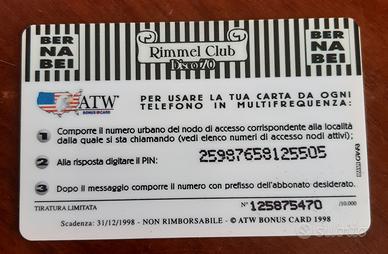 BER
NA
BEI
Rimmel Club
Disco 70
BER
NA
BEI
ATW
BONUS CARD
PER USARE LA TUA CARTA DA OGNI
TELEFONO IN MULTIFREQUENZA:
1 Comporre il numero urbano del nodo di accesso corrispondente alla località
dalla quale si sta chiamando (vedi elenco numeri di accesso nodi attivi);
2 Alla risposta digitare il PIN: 25987658125505
3 Dopo il messaggio comporre il numero con prefisso dell'abbonato desiderato.
TIRATURA LIMITATA N° 125875470 /10.000
Scadenza: 31/12/1998 - NON RIMBORSABILE - © ATW BONUS CARD 1998
subito